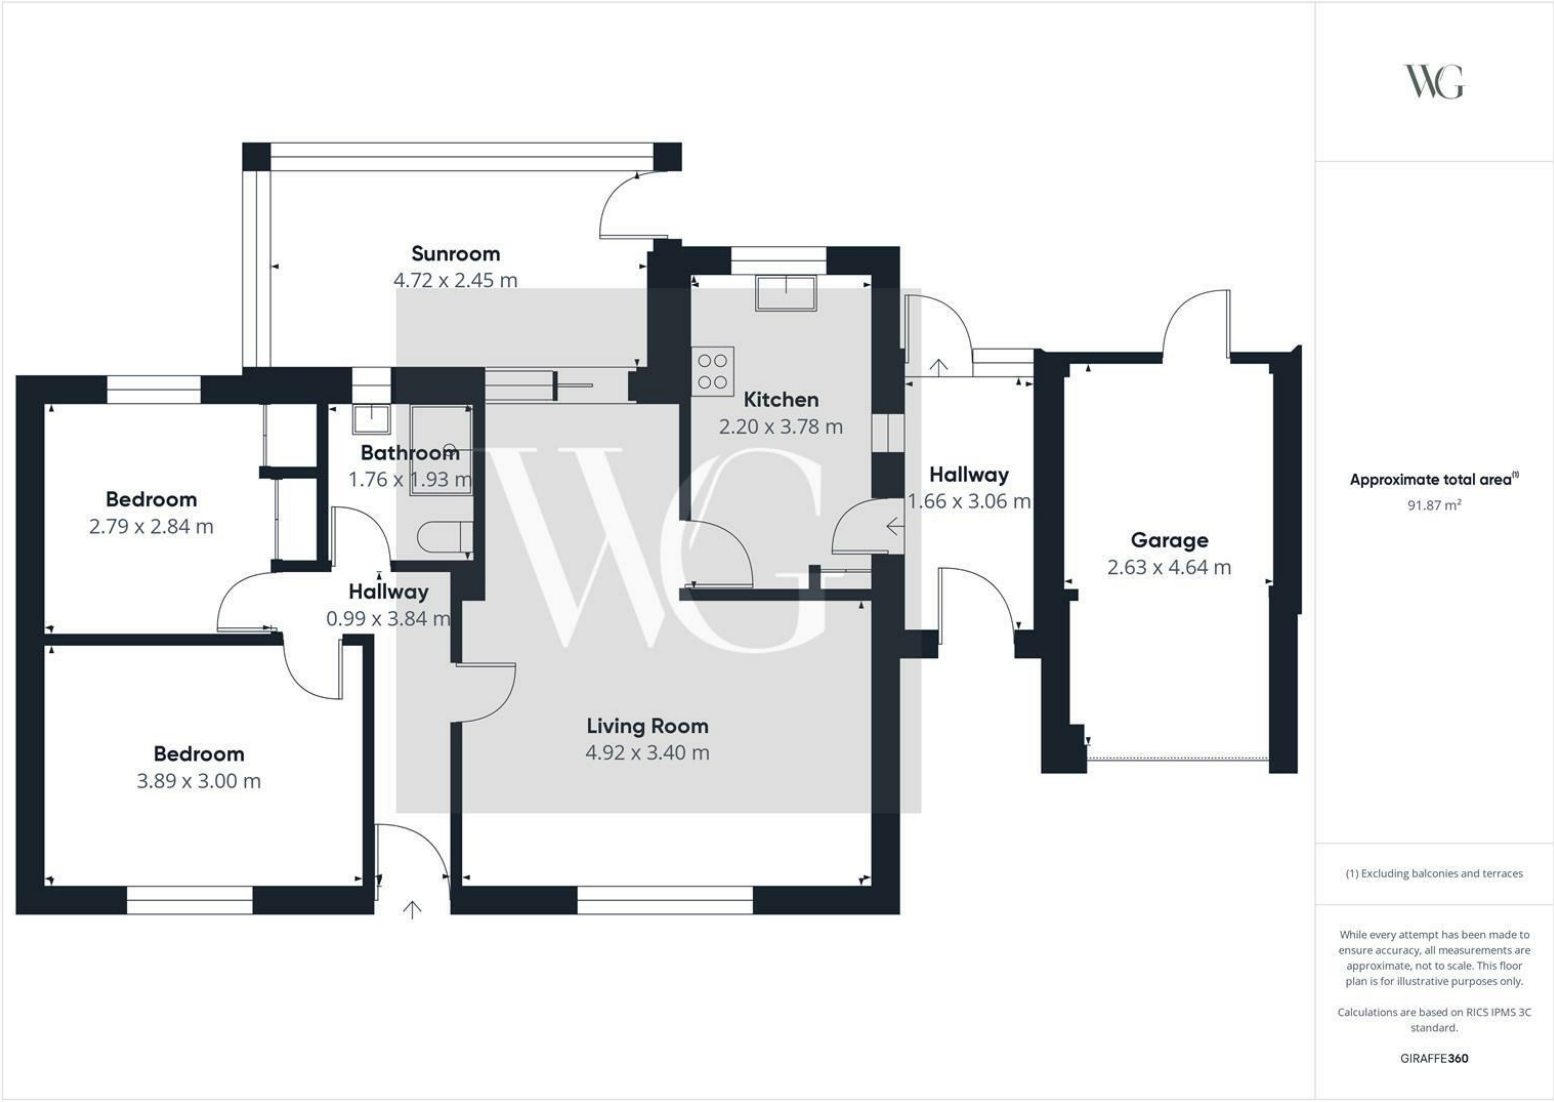 WG
Sunroom
4.72 x 2.45 m
Kitchen
2.20 x 3.78 m
Bathroom
1.76 x 1.93 m
Hallway
1.66 x 3.06 m
Bedroom
2.79 x 2.84 m
Garage
2.63 x 4.64 m
Hallway
0.99 x 3.84 m
WG
Living Room
4.92 x 3.40 m
Bedroom
3.89 x 3.00 m
Approximate total area(1)
91.87 m²
(1) Excluding balconies and terraces
While every attempt has been made to
ensure accuracy, all measurements are
approximate, not to scale. This floor
plan is for illustrative purposes only.
Calculations are based on RICS IPMS 3C
standard.
GIRAFFE360